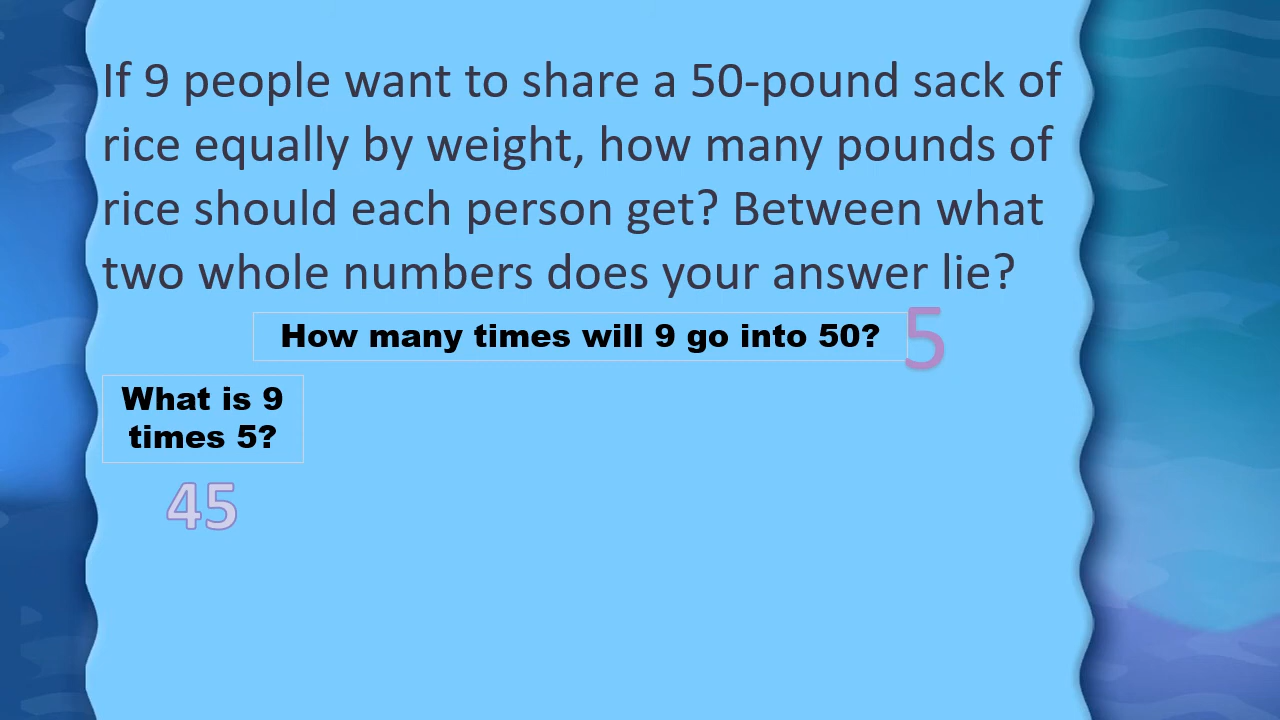 If 9 people want to share a 50-pound sack of
rice equally by weight, how many pounds of
rice should each person get? Between what
two whole numbers does your answer lie?
How many times will 9 go into 50? 5
What is 9
times 5?
45